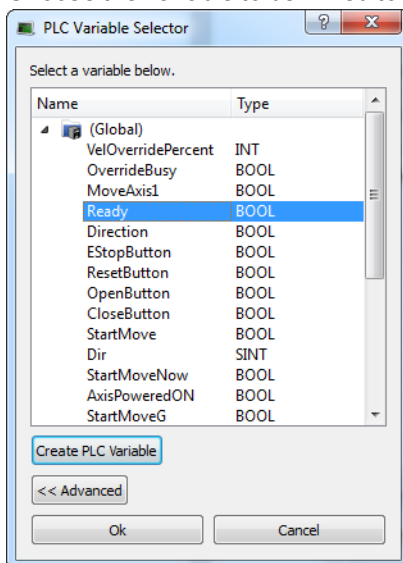 PLC Variable Selector
Select a variable below.
Name Type
(Global)
VelOverridePercent INT
OverrideBusy BOOL
MoveAxis1 BOOL
Ready BOOL
Direction BOOL
EStopButton BOOL
ResetButton BOOL
OpenButton BOOL
CloseButton BOOL
StartMove BOOL
Dir SINT
StartMoveNow BOOL
AxisPoweredON BOOL
StartMoveG BOOL
Create PLC Variable
<< Advanced
Ok Cancel